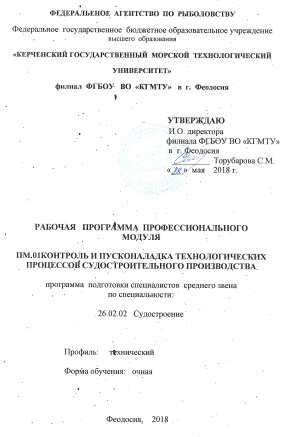 ФЕДЕРАЛЬНОЕ АГЕНТСТВО ПО РЫБОЛОВСТВУ
Федеральное государственное бюджетное образовательное учреждение
высшего образования
«КЕРЧЕНСКИЙ ГОСУДАРСТВЕННЫЙ МОРСКОЙ ТЕХНОЛОГИЧЕСКИЙ
УНИВЕРСИТЕТ»
филиал ФГБОУ ВО «КГМТУ» в г. Феодосия
УТВЕРЖДАЮ
И.О. директора
филиала ФГБОУ ВО «КГМТУ»
в г. Феодосия
Торубарова С.М.
«28» мая 2018 г.
РАБОЧАЯ ПРОГРАММА ПРОФЕССИОНАЛЬНОГО
МОДУЛЯ
ПМ.01КОНТРОЛЬ И ПУСКОНАЛАДКА ТЕХНОЛОГИЧЕСКИХ
ПРОЦЕССОВ СУДОСТРОИТЕЛЬНОГО ПРОИЗВОДСТВА
программа подготовки специалистов среднего звена
по специальности:
26.02.02 Судостроение
Профиль: технический
Форма обучения: очная
Феодосия, 2018